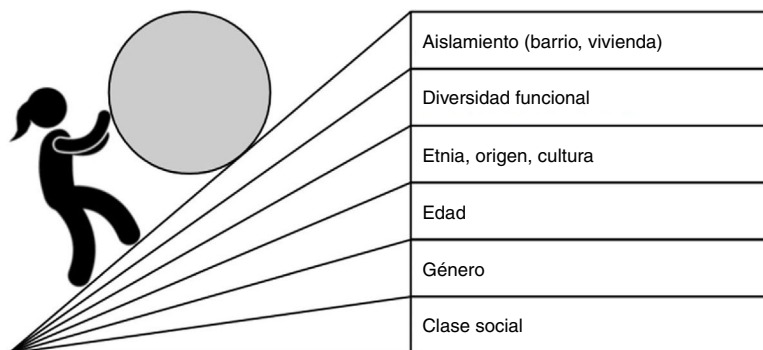 Aislamiento (barrio, vivienda)
Diversidad funcional
Etnia, origen, cultura
Edad
Género
Clase social